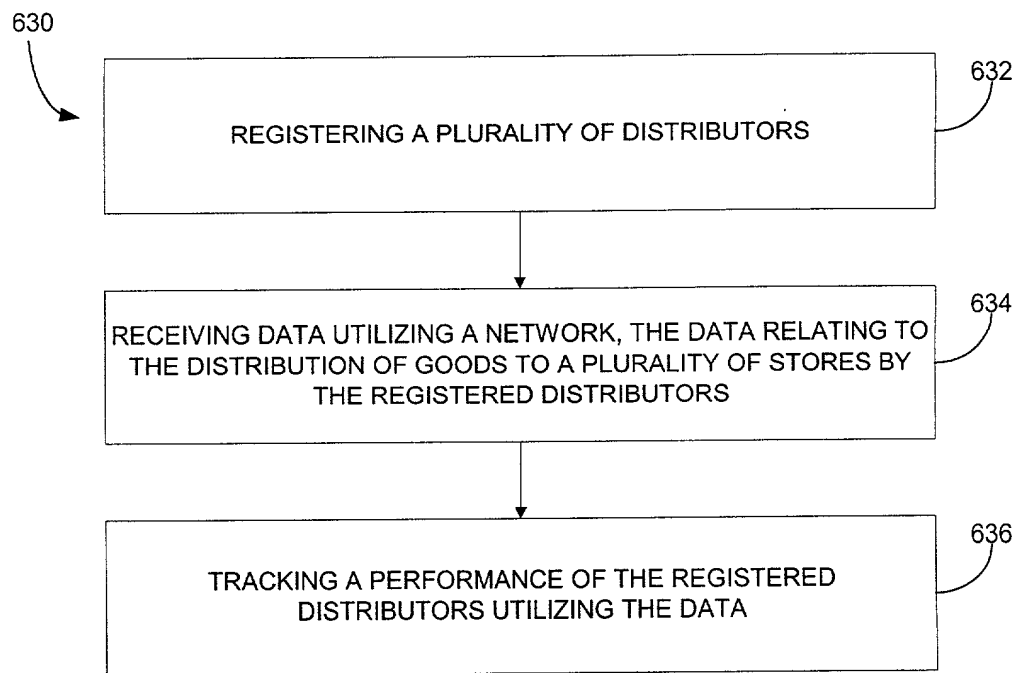 630
632
REGISTERING A PLURALITY OF DISTRIBUTORS
634
RECEIVING DATA UTILIZING A NETWORK, THE DATA RELATING TO
THE DISTRIBUTION OF GOODS TO A PLURALITY OF STORES BY
THE REGISTERED DISTRIBUTORS
636
TRACKING A PERFORMANCE OF THE REGISTERED
DISTRIBUTORS UTILIZING THE DATA